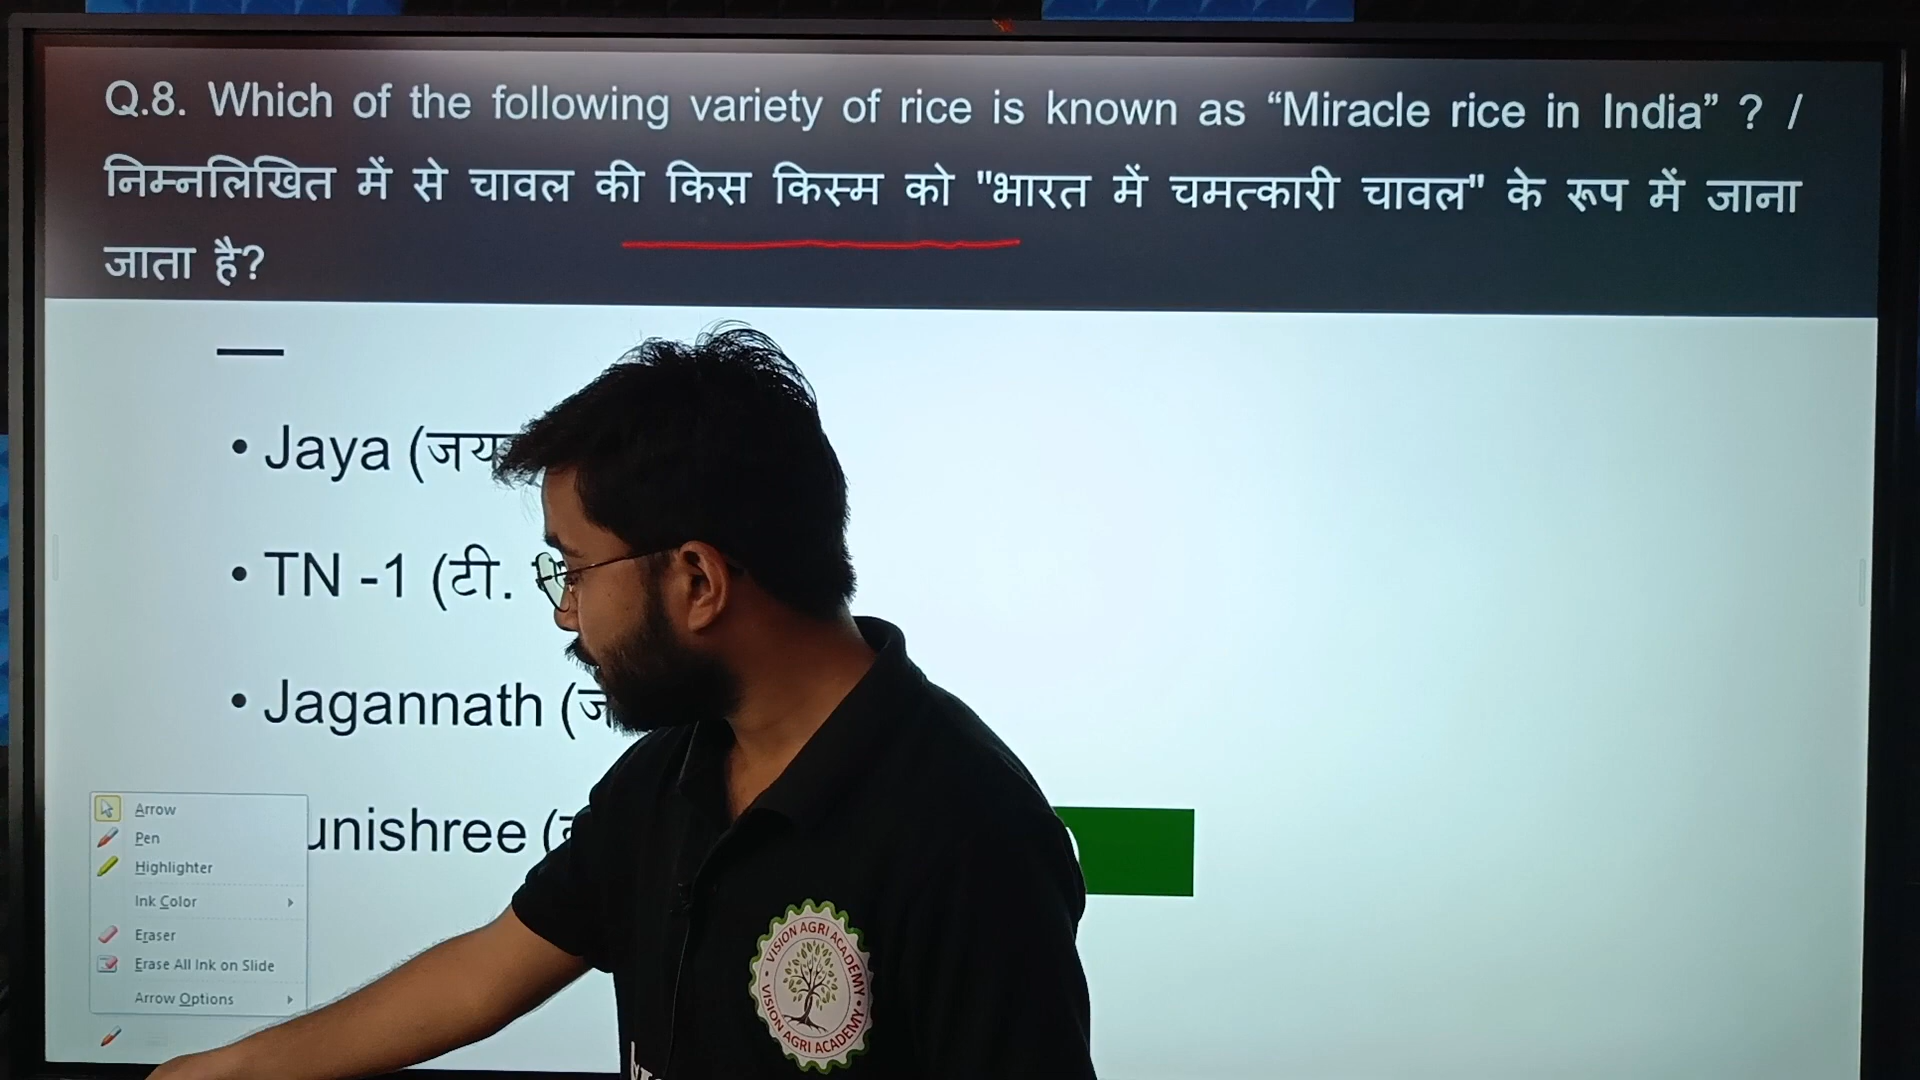 Q.8. Which of the following variety of rice is known as “Miracle rice in India” ? /
निम्नलिखित में से चावल की किस किस्म को "भारत में चमत्कारी चावल" के रूप में जाना
जाता है?
• Jaya (जय
• TN -1 (टी.
• Jagannath (ज
unishree (
Arrow
Pen
Highlighter
Ink Color
Eraser
Erase All Ink on Slide
Arrow Options
VISION AGRI ACADEMY
VISION AGRI ACADEMY